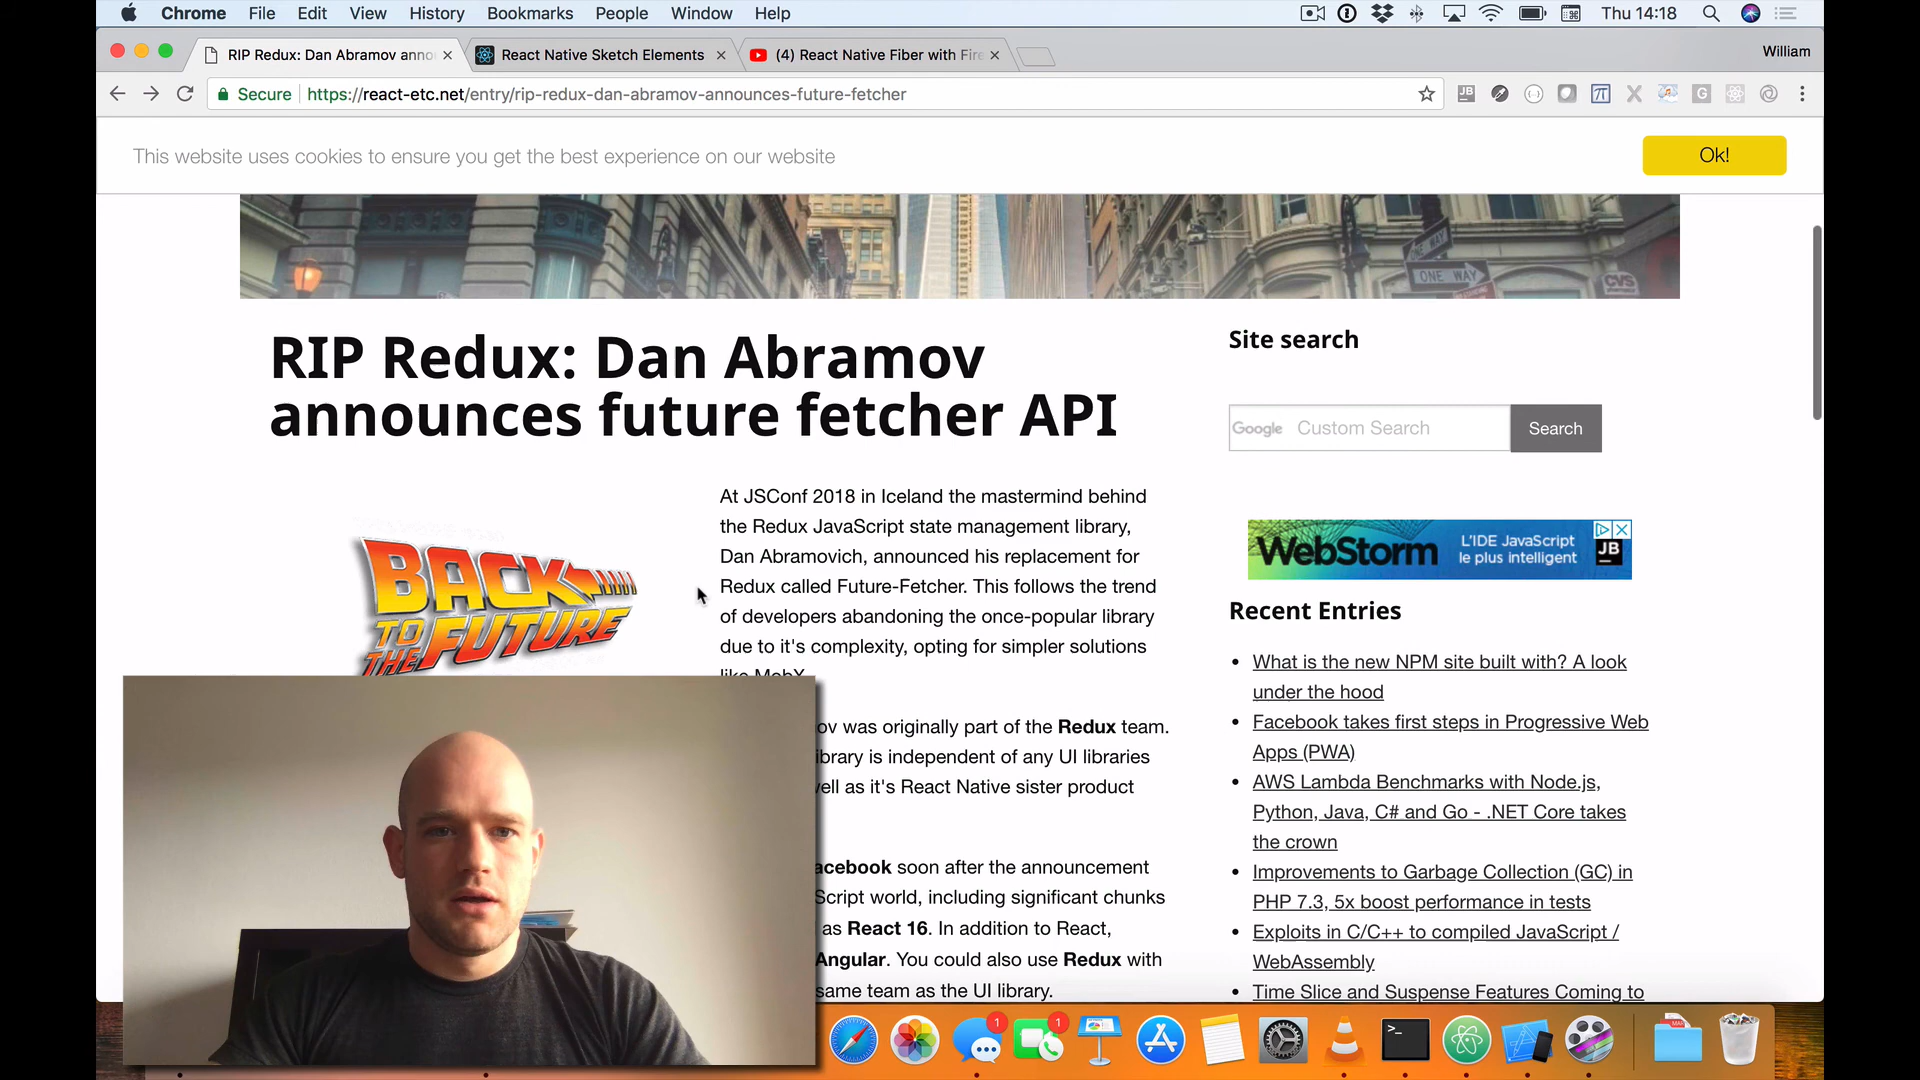 Chrome File Edit View History Bookmarks People Window Help Thu 14:18
RIP Redux: Dan Abramov anno React Native Sketch Elements (4) React Native Fiber with Fire William
Secure https://react-etc.net/entry/rip-redux-dan-abramov-announces-future-fetcher
This website uses cookies to ensure you get the best experience on our website
Ok!
ONE WAY
ONE WAY
CVS
RIP Redux: Dan Abramov
announces future fetcher API
BACK
TO
THE FUTURE
At JSConf 2018 in Iceland the mastermind behind
the Redux JavaScript state management library,
Dan Abramovich, announced his replacement for
Redux called Future-Fetcher. This follows the trend
of developers abandoning the once-popular library
due to it's complexity, opting for simpler solutions
like MobX.
ov was originally part of the Redux team.
ibrary is independent of any UI libraries
well as it's React Native sister product
acebook soon after the announcement
Script world, including significant chunks
as React 16. In addition to React,
Angular. You could also use Redux with
same team as the UI library.
Site search
Google Custom Search
Search
WebStorm
L'IDE JavaScript
le plus intelligent
JB
Recent Entries
What is the new NPM site built with? A look
under the hood
Facebook takes first steps in Progressive Web
Apps (PWA)
AWS Lambda Benchmarks with Node.js,
Python, Java, C# and Go - .NET Core takes
the crown
Improvements to Garbage Collection (GC) in
PHP 7.3, 5x boost performance in tests
Exploits in C/C++ to compiled JavaScript /
WebAssembly
Time Slice and Suspense Features Coming to
1
1